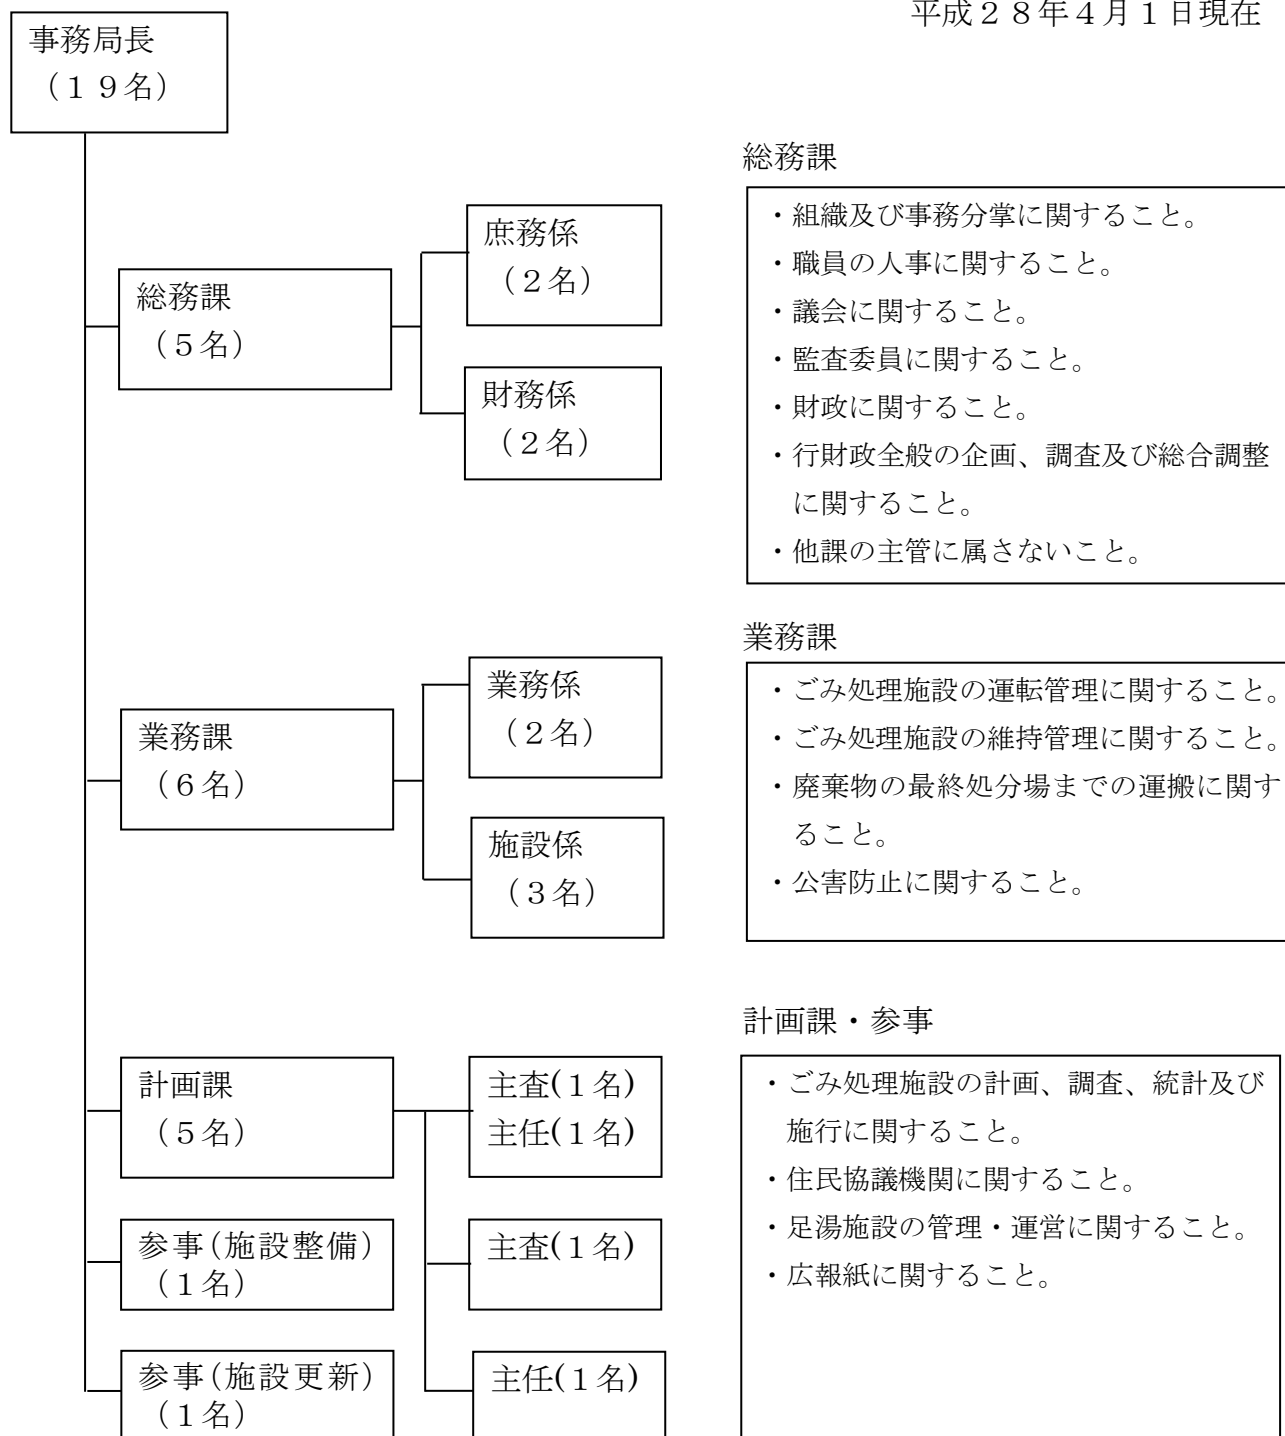 平成２８年４月１日現在
事務局長
（１９名）
総務課
（５名）
庶務係
（２名）
財務係
（２名）
総務課
・組織及び事務分掌に関すること。
・職員の人事に関すること。
・議会に関すること。
・監査委員に関すること。
・財政に関すること。
・行財政全般の企画、調査及び総合調整
に関すること。
・他課の主管に属さないこと。
業務課
（６名）
業務係
（２名）
施設係
（３名）
業務課
・ごみ処理施設の運転管理に関すること。
・ごみ処理施設の維持管理に関すること。
・廃棄物の最終処分場までの運搬に関す
ること。
・公害防止に関すること。
計画課
（５名）
主査(１名)
主任(１名)
参事(施設整備)
（１名）
主査(１名)
参事(施設更新)
（１名）
主任(１名)
計画課・参事
・ごみ処理施設の計画、調査、統計及び
施行に関すること。
・住民協議機関に関すること。
・足湯施設の管理・運営に関すること。
・広報紙に関すること。